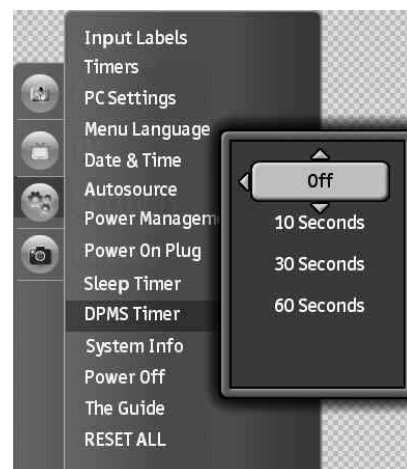 Input Labels
Timers
PC Settings
Menu Language
Date & Time
Autosource
Power Managem
Power On Plug
Sleep Timer
DPMS Timer
System Info
Power Off
The Guide
RESET ALL
Off
10 Seconds
30 Seconds
60 Seconds